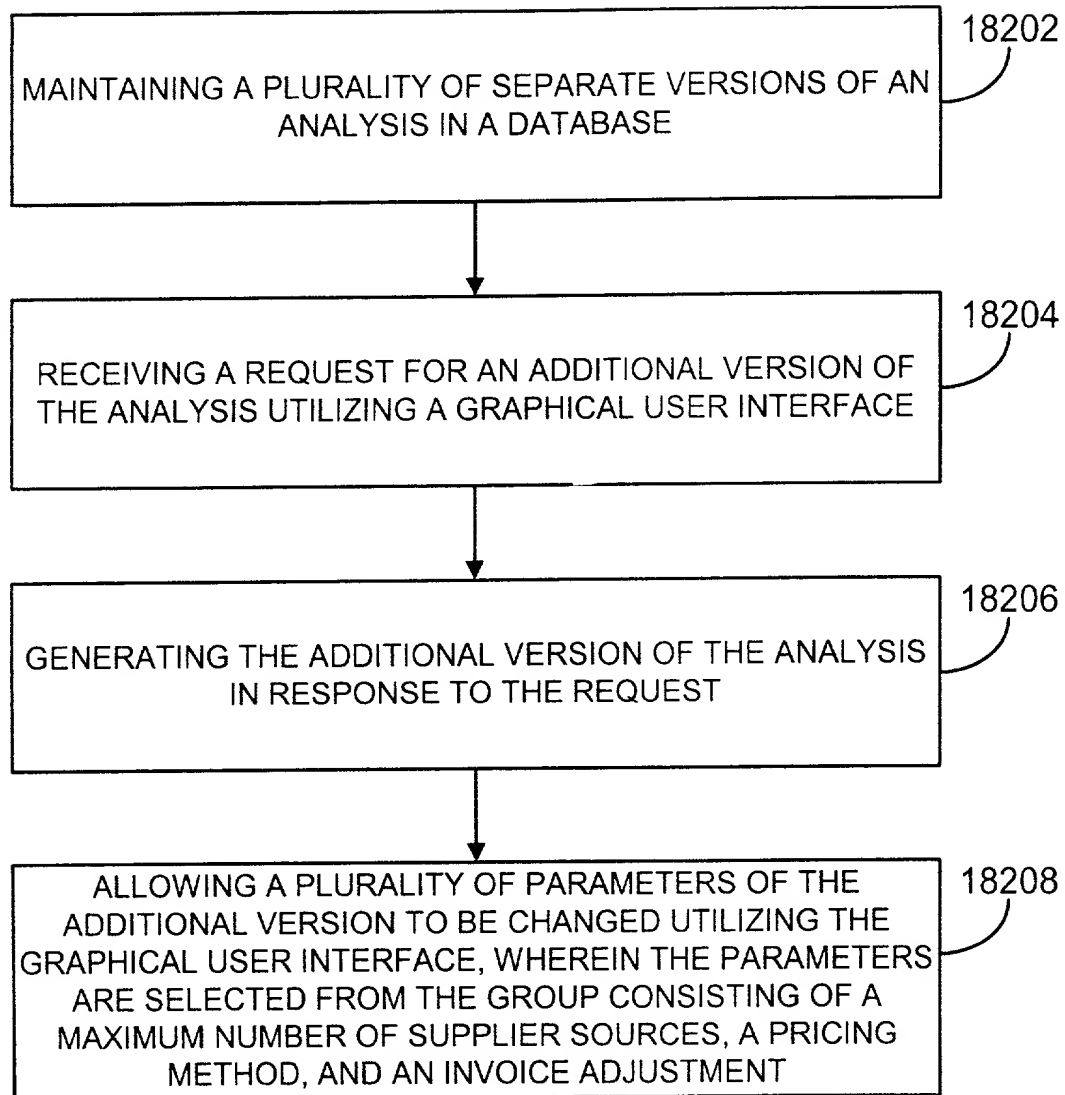 18202
MAINTAINING A PLURALITY OF SEPARATE VERSIONS OF AN
ANALYSIS IN A DATABASE
18204
RECEIVING A REQUEST FOR AN ADDITIONAL VERSION OF
THE ANALYSIS UTILIZING A GRAPHICAL USER INTERFACE
18206
GENERATING THE ADDITIONAL VERSION OF THE ANALYSIS
IN RESPONSE TO THE REQUEST
18208
ALLOWING A PLURALITY OF PARAMETERS OF THE
ADDITIONAL VERSION TO BE CHANGED UTILIZING THE
GRAPHICAL USER INTERFACE, WHEREIN THE PARAMETERS
ARE SELECTED FROM THE GROUP CONSISTING OF A
MAXIMUM NUMBER OF SUPPLIER SOURCES, A PRICING
METHOD, AND AN INVOICE ADJUSTMENT